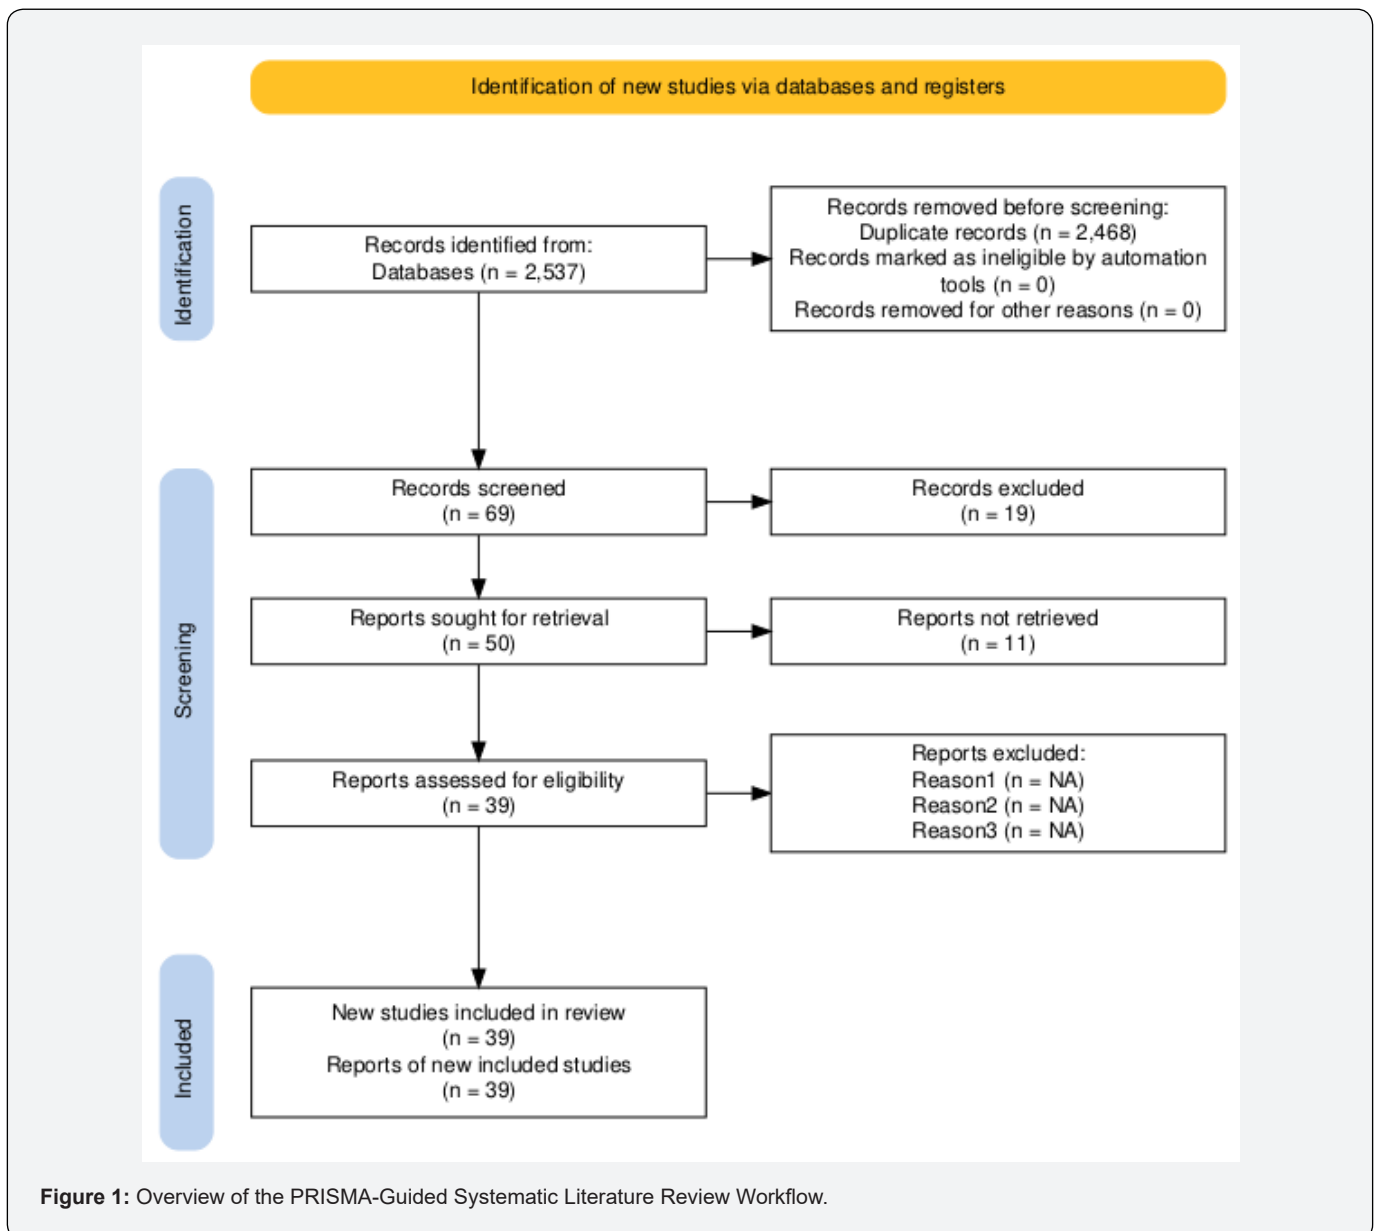 Identification of new studies via databases and registers
Identification
Records identified from:
Databases (n = 2,537)
Records removed before screening:
Duplicate records (n = 2,468)
Records marked as ineligible by automation
tools (n = 0)
Records removed for other reasons (n = 0)
Screening
Records screened
(n = 69)
Records excluded
(n = 19)
Reports sought for retrieval
(n = 50)
Reports not retrieved
(n = 11)
Reports assessed for eligibility
(n = 39)
Reports excluded:
Reason1 (n = NA)
Reason2 (n = NA)
Reason3 (n = NA)
Included
New studies included in review
(n = 39)
Reports of new included studies
(n = 39)
Figure 1: Overview of the PRISMA-Guided Systematic Literature Review Workflow.